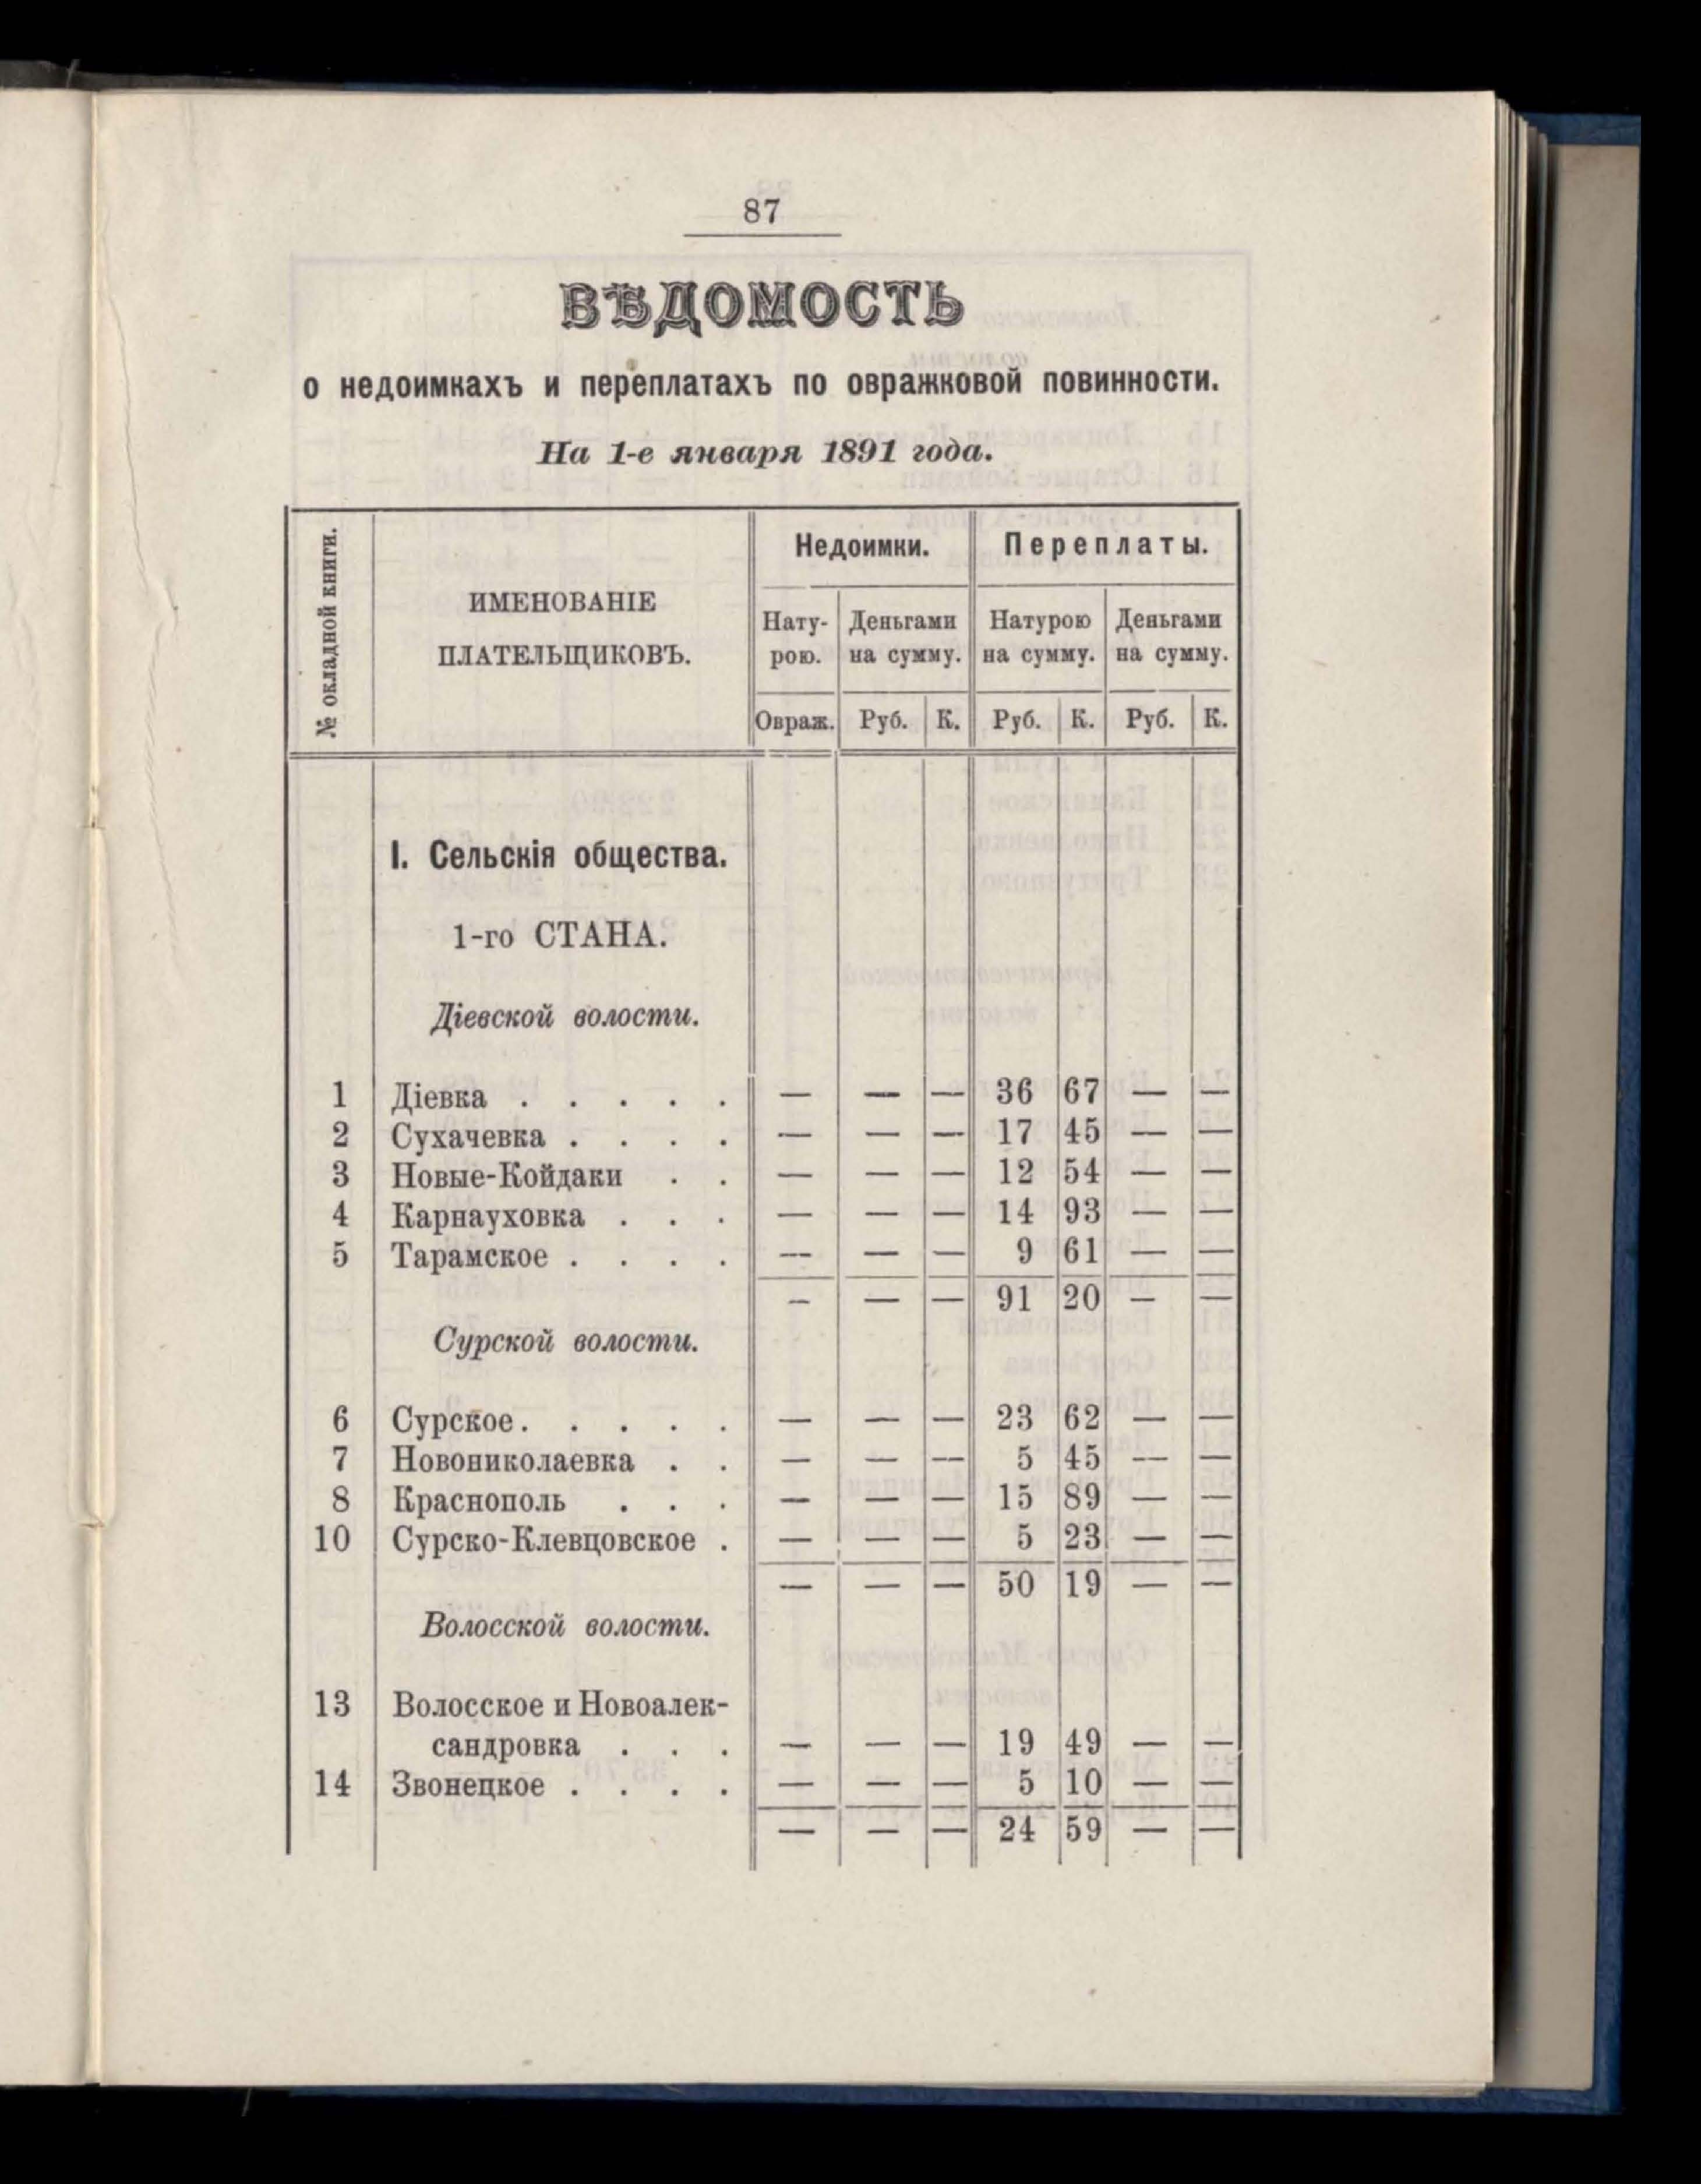 87
ВѢДОМОСТЬ
о недоимкахъ и переплатахъ по овражковой повинности.
На 1-е января 1891 года.
№ окладной книги.
ИМЕНОВАНІЕ
ПЛАТЕЛЬЩИКОВЪ.
Недоимки. Переплаты.
Нату- Деньгами Натурою Деньгами
рою. на сумму. на сумму. на сумму.
Овраж. Руб. К. Руб. К. Руб. К.
I. Сельскія общества.
1-го СТАНА.
Діевской волости.
1 Діевка . . . . . — — — 36 67 — —
2 Сухачевка . . . . — — — 17 45 — —
3 Новые-Койдаки . . — — — 12 54 — —
4 Карнауховка . . . — — — 14 93 — —
5 Тарамское . . . . — — — 9 61 — —
— — — 91 20 — —
Сурской волости.
6 Сурское . . . . . — — — 23 62 — —
7 Новониколаевка . . — — — 5 45 — —
8 Краснополь . . . — — — 15 89 — —
10 Сурско-Клевцовское . — — — 5 23 — —
— — — 50 19 — —
Волосской волости.
13 Волосское и Новоалек-
сандровка . . . — — — 19 49 — —
14 Звонецкое . . . . — — — 5 10 — —
— — — 24 59 — —